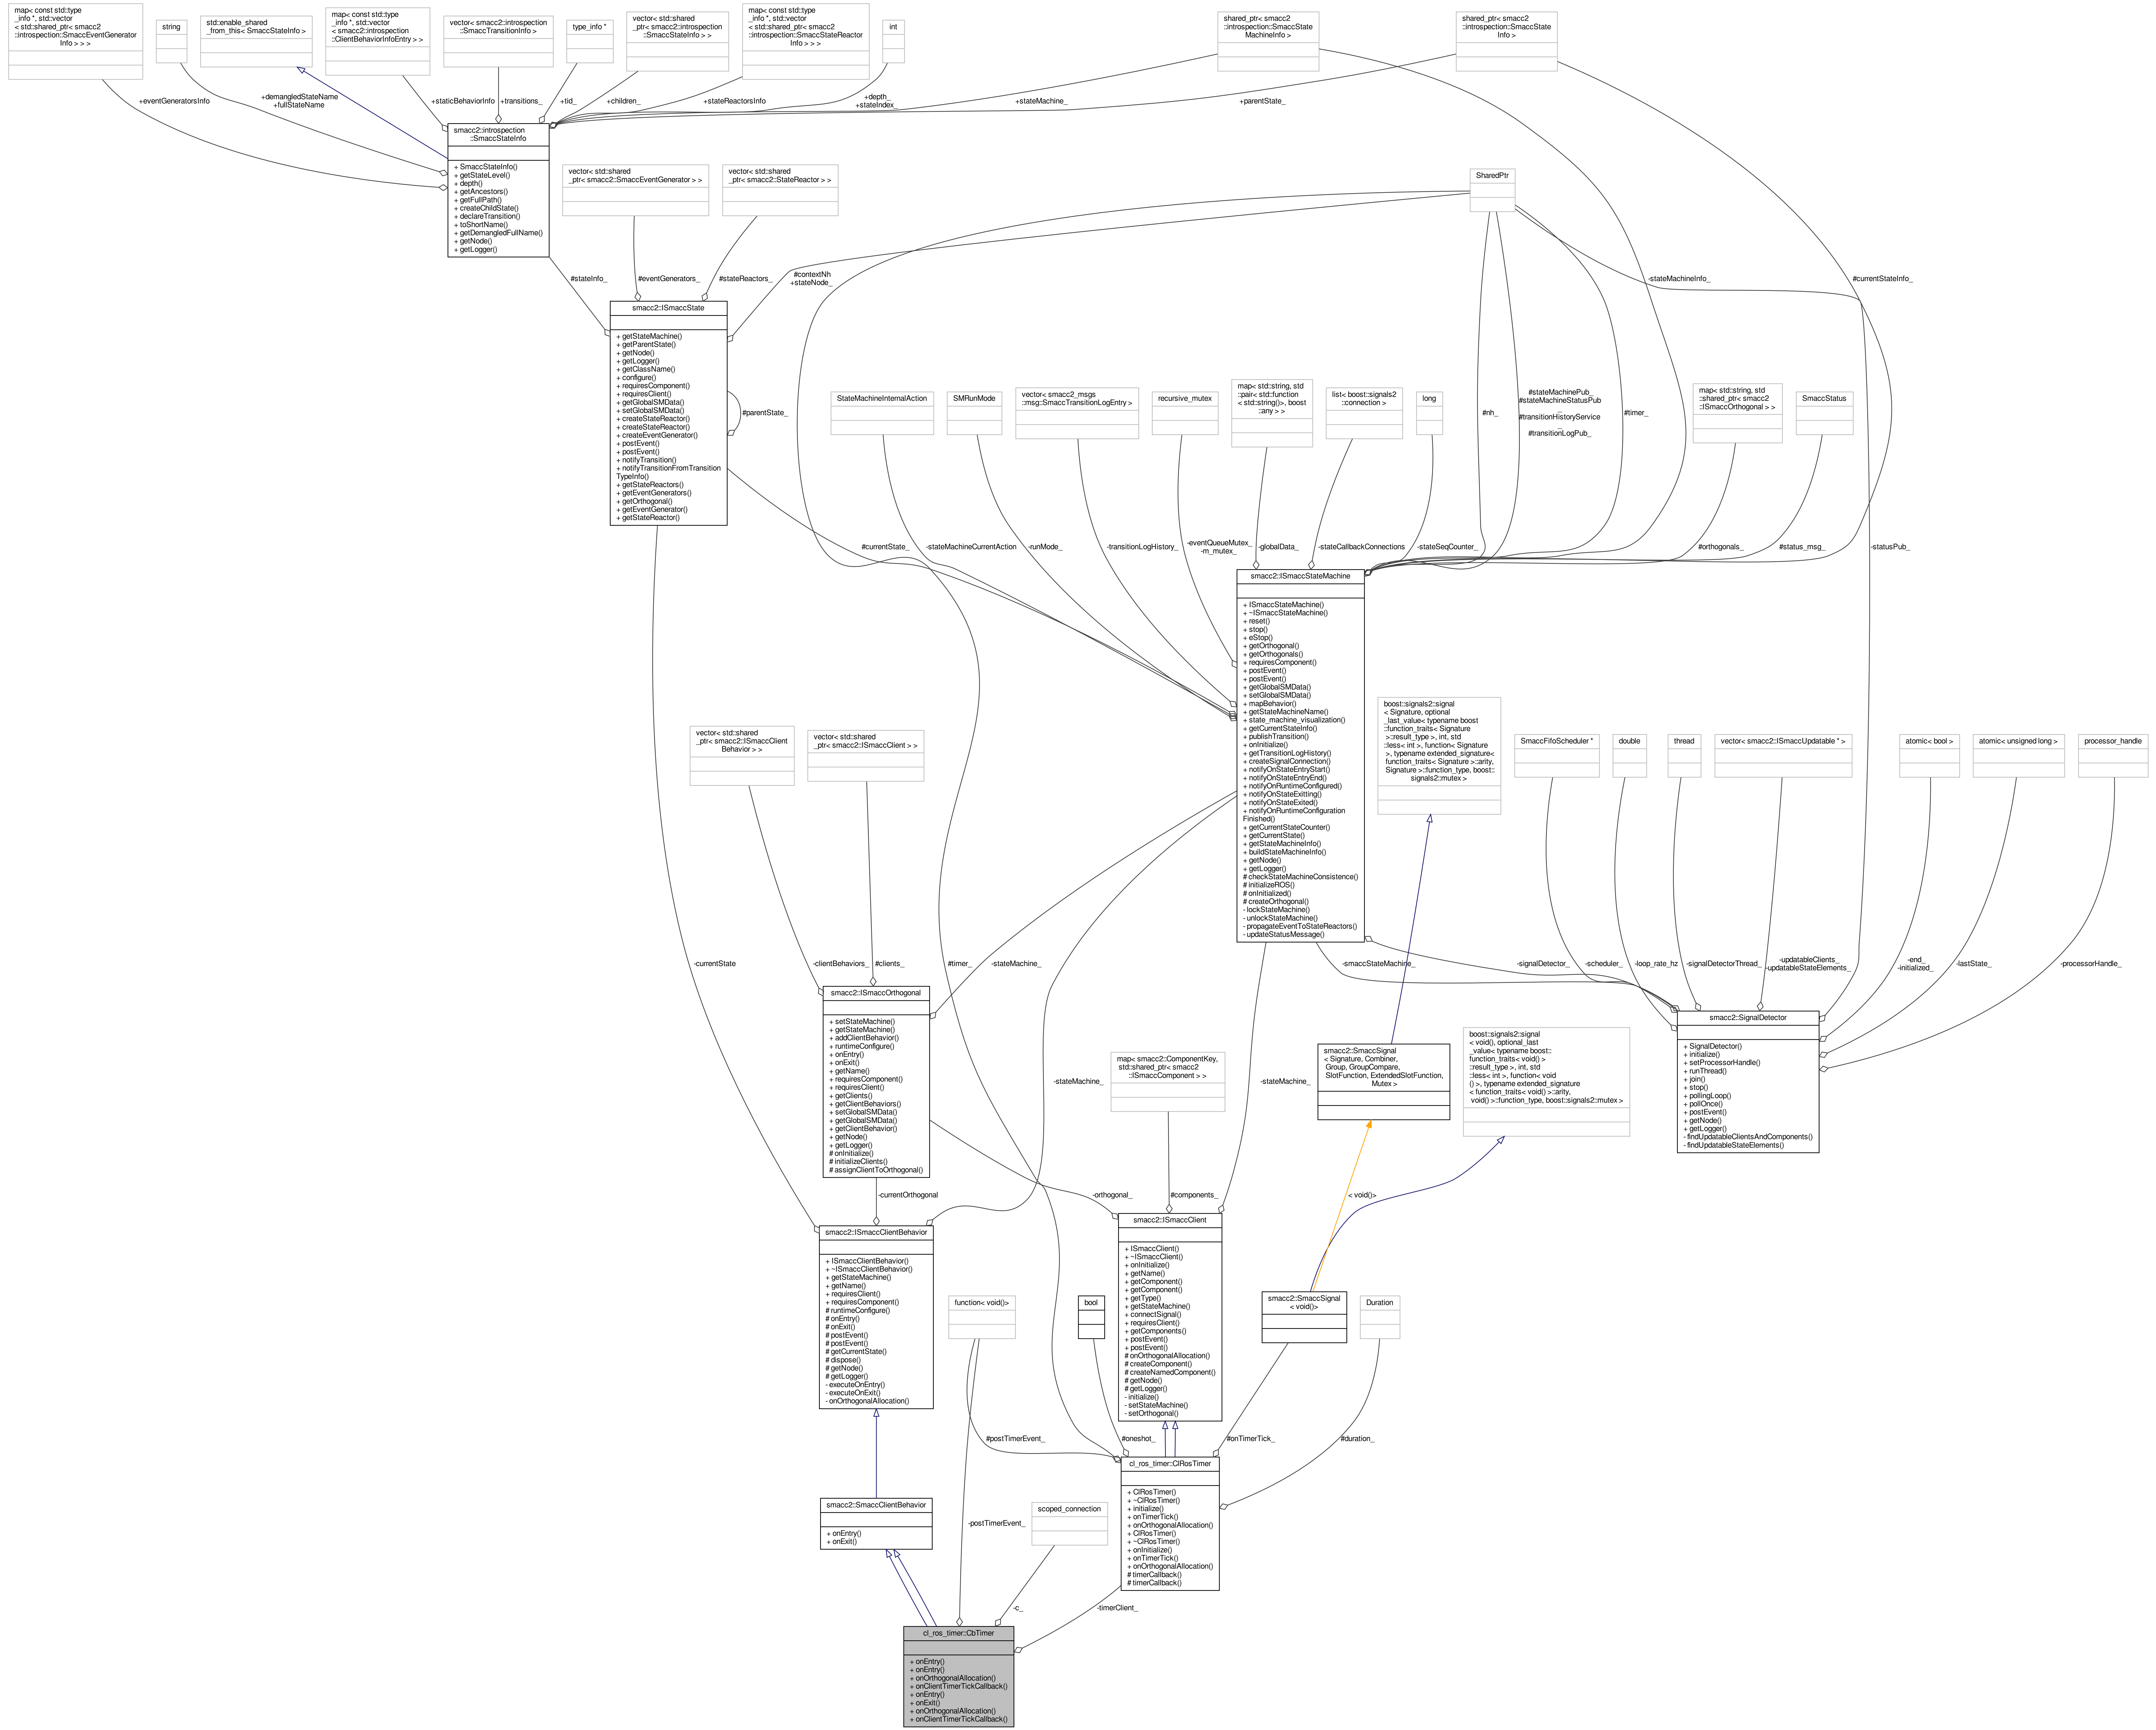 map< const std::type
_info *, std::vector
< std::shared_ptr< smacc2
::introspection::SmaccEventGenerator
Info > > >
string
std::enable_shared
_from_this< SmaccStateInfo >
map< const std::type
_info *, std::vector
< smacc2::introspection
::ClientBehaviorInfoEntry > >
vector< smacc2::introspection
::SmaccTransitionInfo >
type_info *
vector< std::shared
_ptr< smacc2::introspection
::SmaccStateInfo > >
map< const std::type
_info *, std::vector
< std::shared_ptr< smacc2
::introspection::SmaccStateReactor
Info > > >
int
shared_ptr< smacc2
::introspection::SmaccState
MachineInfo >
shared_ptr< smacc2
::introspection::SmaccState
Info >
+eventGeneratorsInfo
+demangledStateName
+fullStateName
+staticBehaviorInfo
+transitions_
+tid_
+children_
+stateReactorsInfo
+depth_
+stateIndex_
+stateMachine_
+parentState_
smacc2::introspection
::SmaccStateInfo
+ SmaccStateInfo()
+ getStateLevel()
+ depth()
+ getAncestors()
+ getFullPath()
+ createChildState()
+ declareTransition()
+ toShortName()
+ getDemangledFullName()
+ getNode()
+ getLogger()
vector< std::shared
_ptr< smacc2::SmaccEventGenerator > >
vector< std::shared
_ptr< smacc2::StateReactor > >
SharedPtr
#stateInfo_
#eventGenerators_
#stateReactors_
#contextNh
+stateNode_
-stateMachineInfo_
#currentStateInfo_
smacc2::ISmaccState
+ getStateMachine()
+ getParentState()
+ getNode()
+ getLogger()
+ getClassName()
+ configure()
+ requiresComponent()
+ requiresClient()
+ getGlobalSMData()
+ setGlobalSMData()
+ createStateReactor()
+ createStateReactor()
+ createEventGenerator()
+ postEvent()
+ postEvent()
+ notifyTransition()
+ notifyTransitionFromTransition
TypeInfo()
+ getStateReactors()
+ getEventGenerators()
+ getOrthogonal()
+ getEventGenerator()
+ getStateReactor()
#parentState_
StateMachineInternalAction
SMRunMode
vector< smacc2_msgs
::msg::SmaccTransitionLogEntry >
recursive_mutex
map< std::string, std
::pair< std::function
< std::string()>, boost
::any > >
list< boost::signals2
::connection >
long
#nh_
#stateMachinePub_
#stateMachineStatusPub
_
#transitionHistoryService
_
#transitionLogPub_
#timer_
map< std::string, std
::shared_ptr< smacc2
::ISmaccOrthogonal > >
SmaccStatus
#currentState_
-stateMachineCurrentAction
-runMode_
-transitionLogHistory_
-eventQueueMutex_
-m_mutex_
-globalData_
-stateCallbackConnections
-stateSeqCounter_
#orthogonals_
#status_msg_
-statusPub_
smacc2::ISmaccStateMachine
+ ISmaccStateMachine()
+ ~ISmaccStateMachine()
+ reset()
+ stop()
+ eStop()
+ getOrthogonal()
+ getOrthogonals()
+ requiresComponent()
+ postEvent()
+ postEvent()
+ getGlobalSMData()
+ setGlobalSMData()
+ mapBehavior()
+ getStateMachineName()
+ state_machine_visualization()
+ getCurrentStateInfo()
+ publishTransition()
+ onInitialize()
+ getTransitionLogHistory()
+ createSignalConnection()
+ notifyOnStateEntryStart()
+ notifyOnStateEntryEnd()
+ notifyOnRuntimeConfigured()
+ notifyOnStateExitting()
+ notifyOnStateExited()
+ notifyOnRuntimeConfiguration
Finished()
+ getCurrentStateCounter()
+ getCurrentState()
+ getStateMachineInfo()
+ buildStateMachineInfo()
+ getNode()
+ getLogger()
# checkStateMachineConsistence()
# initializeROS()
# onInitialized()
# createOrthogonal()
- lockStateMachine()
- unlockStateMachine()
- propagateEventToStateReactors()
- updateStatusMessage()
boost::signals2::signal
< Signature, optional
_last_value< typename boost
::function_traits< Signature
>::result_type >, int, std
::less< int >, function< Signature
>, typename extended_signature<
function_traits< Signature >::arity,
Signature >::function_type, boost::
signals2::mutex >
vector< std::shared
_ptr< smacc2::ISmaccClient
Behavior > >
vector< std::shared
_ptr< smacc2::ISmaccClient > >
SmaccFifoScheduler *
double
thread
vector< smacc2::ISmaccUpdatable * >
atomic< bool >
atomic< unsigned long >
processor_handle
-currentState
-clientBehaviors_
#clients_
#timer_
-stateMachine_
-smaccStateMachine_
-signalDetector_
-scheduler_
-loop_rate_hz
-signalDetectorThread_
-updatableClients_
-updatableStateElements_
-end_
-initialized_
-lastState_
-processorHandle_
smacc2::ISmaccOrthogonal
+ setStateMachine()
+ getStateMachine()
+ addClientBehavior()
+ runtimeConfigure()
+ onEntry()
+ onExit()
+ getName()
+ requiresComponent()
+ requiresClient()
+ getClients()
+ getClientBehaviors()
+ setGlobalSMData()
+ getGlobalSMData()
+ getClientBehavior()
+ getNode()
+ getLogger()
# onInitialize()
# initializeClients()
# assignClientToOrthogonal()
smacc2::SignalDetector
+ SignalDetector()
+ initialize()
+ setProcessorHandle()
+ runThread()
+ join()
+ stop()
+ pollingLoop()
+ pollOnce()
+ postEvent()
+ getNode()
+ getLogger()
- findUpdatableClientsAndComponents()
- findUpdatableStateElements()
-stateMachine_
map< smacc2::ComponentKey,
std::shared_ptr< smacc2
::ISmaccComponent > >
-stateMachine_
smacc2::SmaccSignal
< Signature, Combiner,
Group, GroupCompare,
SlotFunction, ExtendedSlotFunction,
Mutex >
boost::signals2::signal
< void(), optional_last
_value< typename boost::
function_traits< void() >
::result_type >, int, std
::less< int >, function< void
() >, typename extended_signature
< function_traits< void() >::arity,
void() >::function_type, boost::signals2::mutex >
-currentOrthogonal
-orthogonal_
#components_
< void()>
smacc2::ISmaccClientBehavior
+ ISmaccClientBehavior()
+ ~ISmaccClientBehavior()
+ getStateMachine()
+ getName()
+ requiresClient()
+ requiresComponent()
# runtimeConfigure()
# onEntry()
# onExit()
# postEvent()
# postEvent()
# getCurrentState()
# dispose()
# getNode()
# getLogger()
- executeOnEntry()
- executeOnExit()
- onOrthogonalAllocation()
function< void()>
bool
smacc2::ISmaccClient
+ ISmaccClient()
+ ~ISmaccClient()
+ onInitialize()
+ getName()
+ getComponent()
+ getComponent()
+ getType()
+ getStateMachine()
+ connectSignal()
+ requiresClient()
+ getComponents()
+ postEvent()
+ postEvent()
# onOrthogonalAllocation()
# createComponent()
# createNamedComponent()
# getNode()
# getLogger()
- initialize()
- setStateMachine()
- setOrthogonal()
smacc2::SmaccSignal
< void()>
Duration
#postTimerEvent_
#oneshot_
#onTimerTick_
#duration_
cl_ros_timer::ClRosTimer
+ ClRosTimer()
+ ~ClRosTimer()
+ initialize()
+ onTimerTick()
+ onOrthogonalAllocation()
+ ClRosTimer()
+ ~ClRosTimer()
+ onInitialize()
+ onTimerTick()
+ onOrthogonalAllocation()
# timerCallback()
# timerCallback()
smacc2::SmaccClientBehavior
+ onEntry()
+ onExit()
-postTimerEvent_
scoped_connection
-c_
-timerClient_
cl_ros_timer::CbTimer
+ onEntry()
+ onEntry()
+ onOrthogonalAllocation()
+ onClientTimerTickCallback()
+ onEntry()
+ onExit()
+ onOrthogonalAllocation()
+ onClientTimerTickCallback()